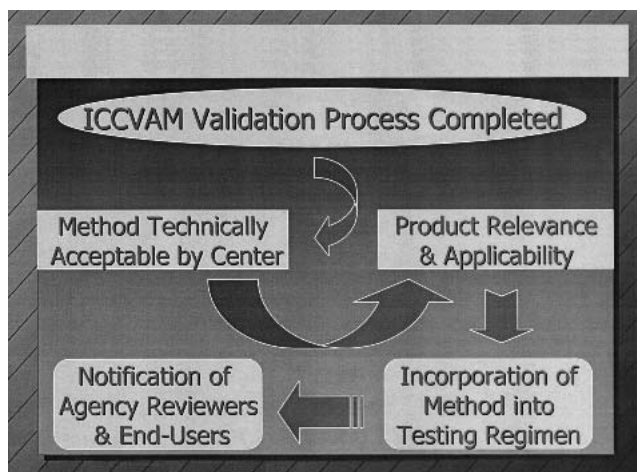 ICCVAM Validation Process Completed
Method Technically
Acceptable by Center
Product Relevance
& Applicability
Incorporation of
Method into
Testing Regimen
Notification of
Agency Reviewers
& End-Users